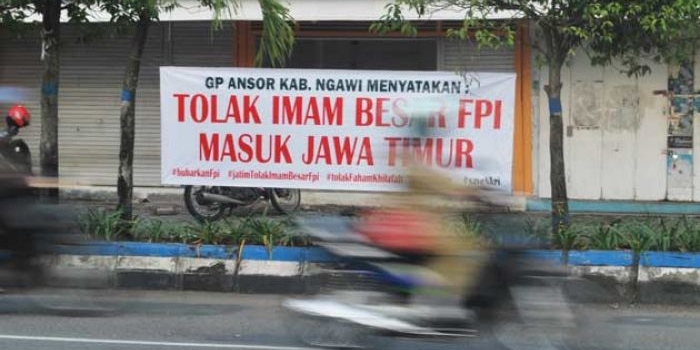 GP ANSOR KAB. NGAWI MENYATAKAN :
TOLAK IMAM BESAR FPI
MASUK JAWA TIMUR
#bubarkanFpi #jatimTolakImamBesarFpi #tolakFahamKhilafah